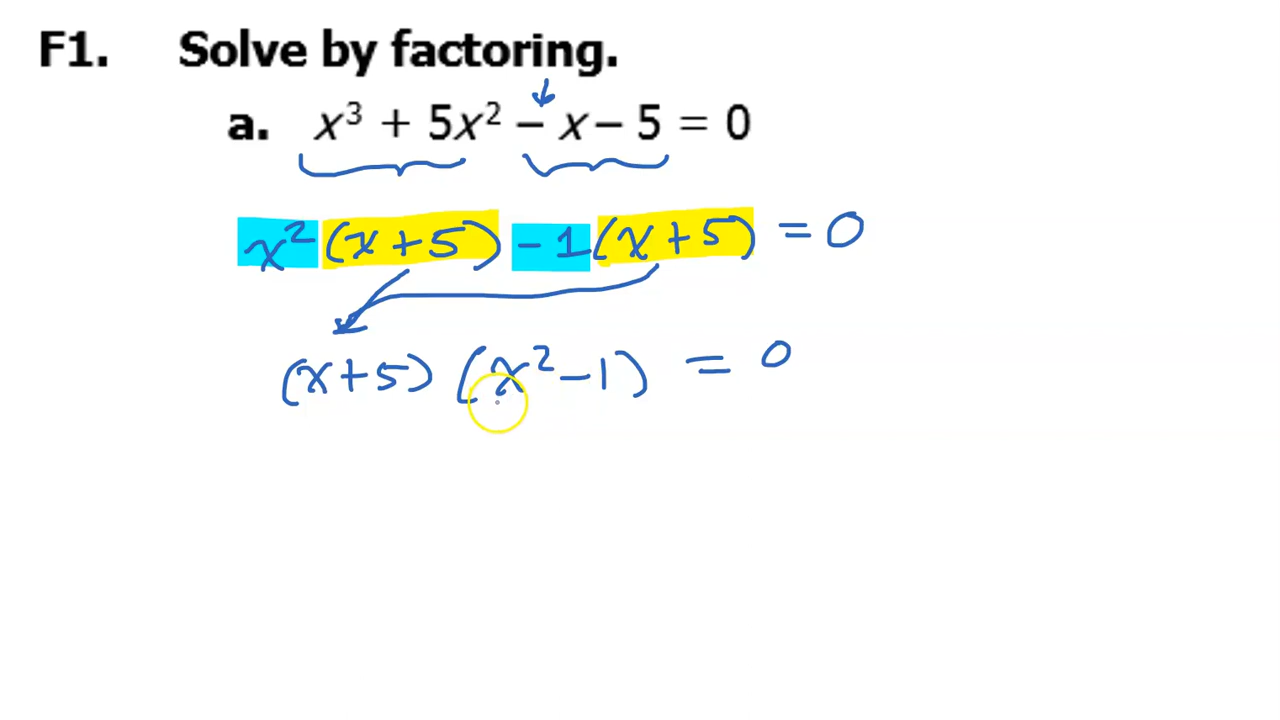 F1. Solve by factoring.
a. x³ + 5x² − x − 5 = 0
x²(x+5) −1(x+5) = 0
(x+5) (x²−1) = 0